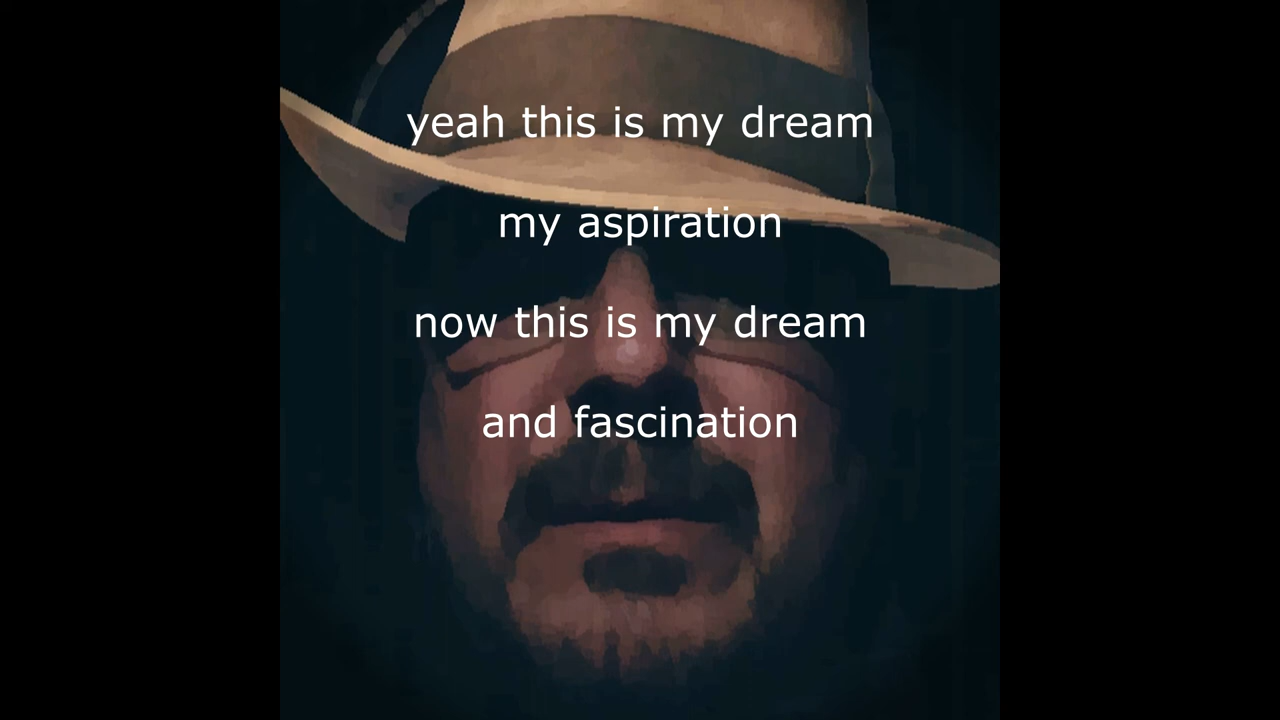 yeah this is my dream
my aspiration
now this is my dream
and fascination